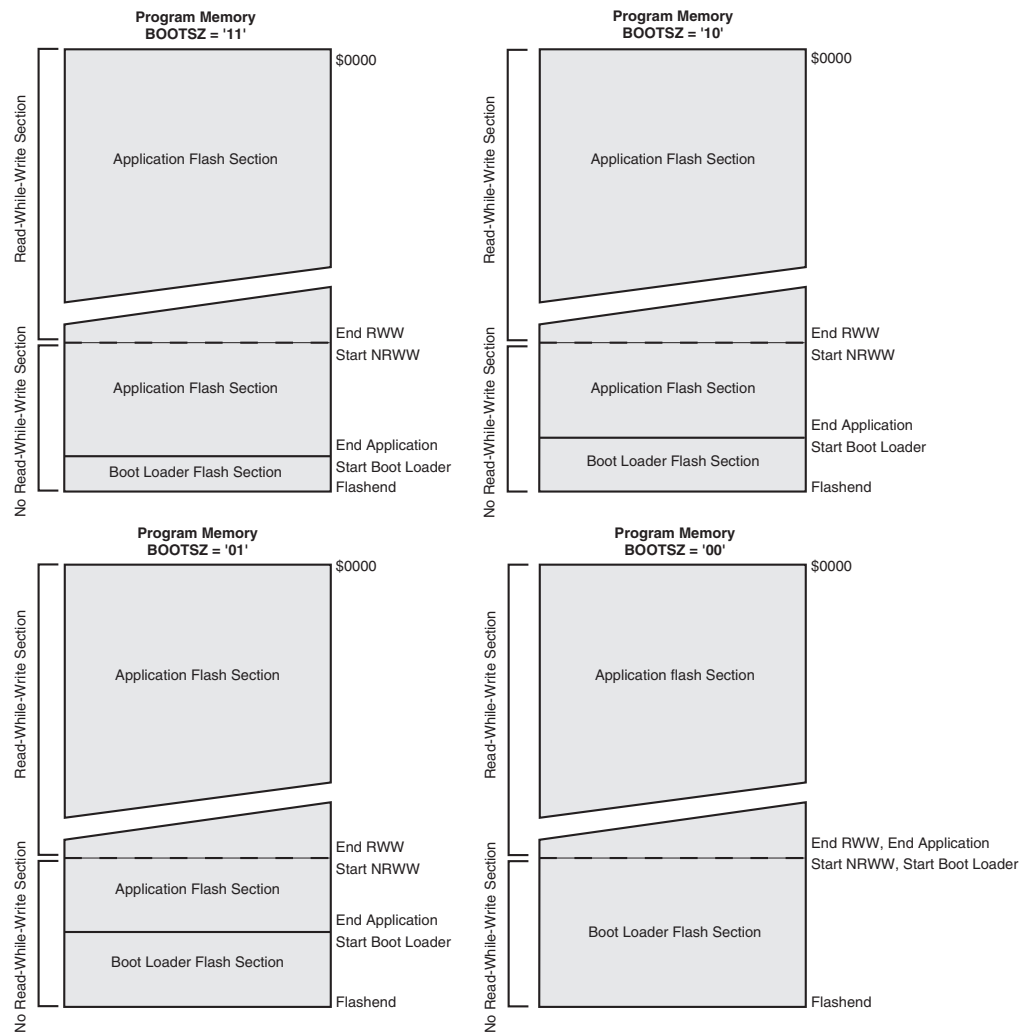 Program Memory
BOOTSZ = '11'
$0000
Read-While-Write Section
Application Flash Section
End RWW
Start NRWW
No Read-While-Write Section
Application Flash Section
End Application
Start Boot Loader
Boot Loader Flash Section
Flashend
Program Memory
BOOTSZ = '10'
$0000
Read-While-Write Section
Application Flash Section
End RWW
Start NRWW
No Read-While-Write Section
Application Flash Section
End Application
Start Boot Loader
Boot Loader Flash Section
Flashend
Program Memory
BOOTSZ = '01'
$0000
Read-While-Write Section
Application Flash Section
End RWW
Start NRWW
No Read-While-Write Section
Application Flash Section
End Application
Start Boot Loader
Boot Loader Flash Section
Flashend
Program Memory
BOOTSZ = '00'
$0000
Read-While-Write Section
Application flash Section
End RWW, End Application
Start NRWW, Start Boot Loader
No Read-While-Write Section
Boot Loader Flash Section
Flashend